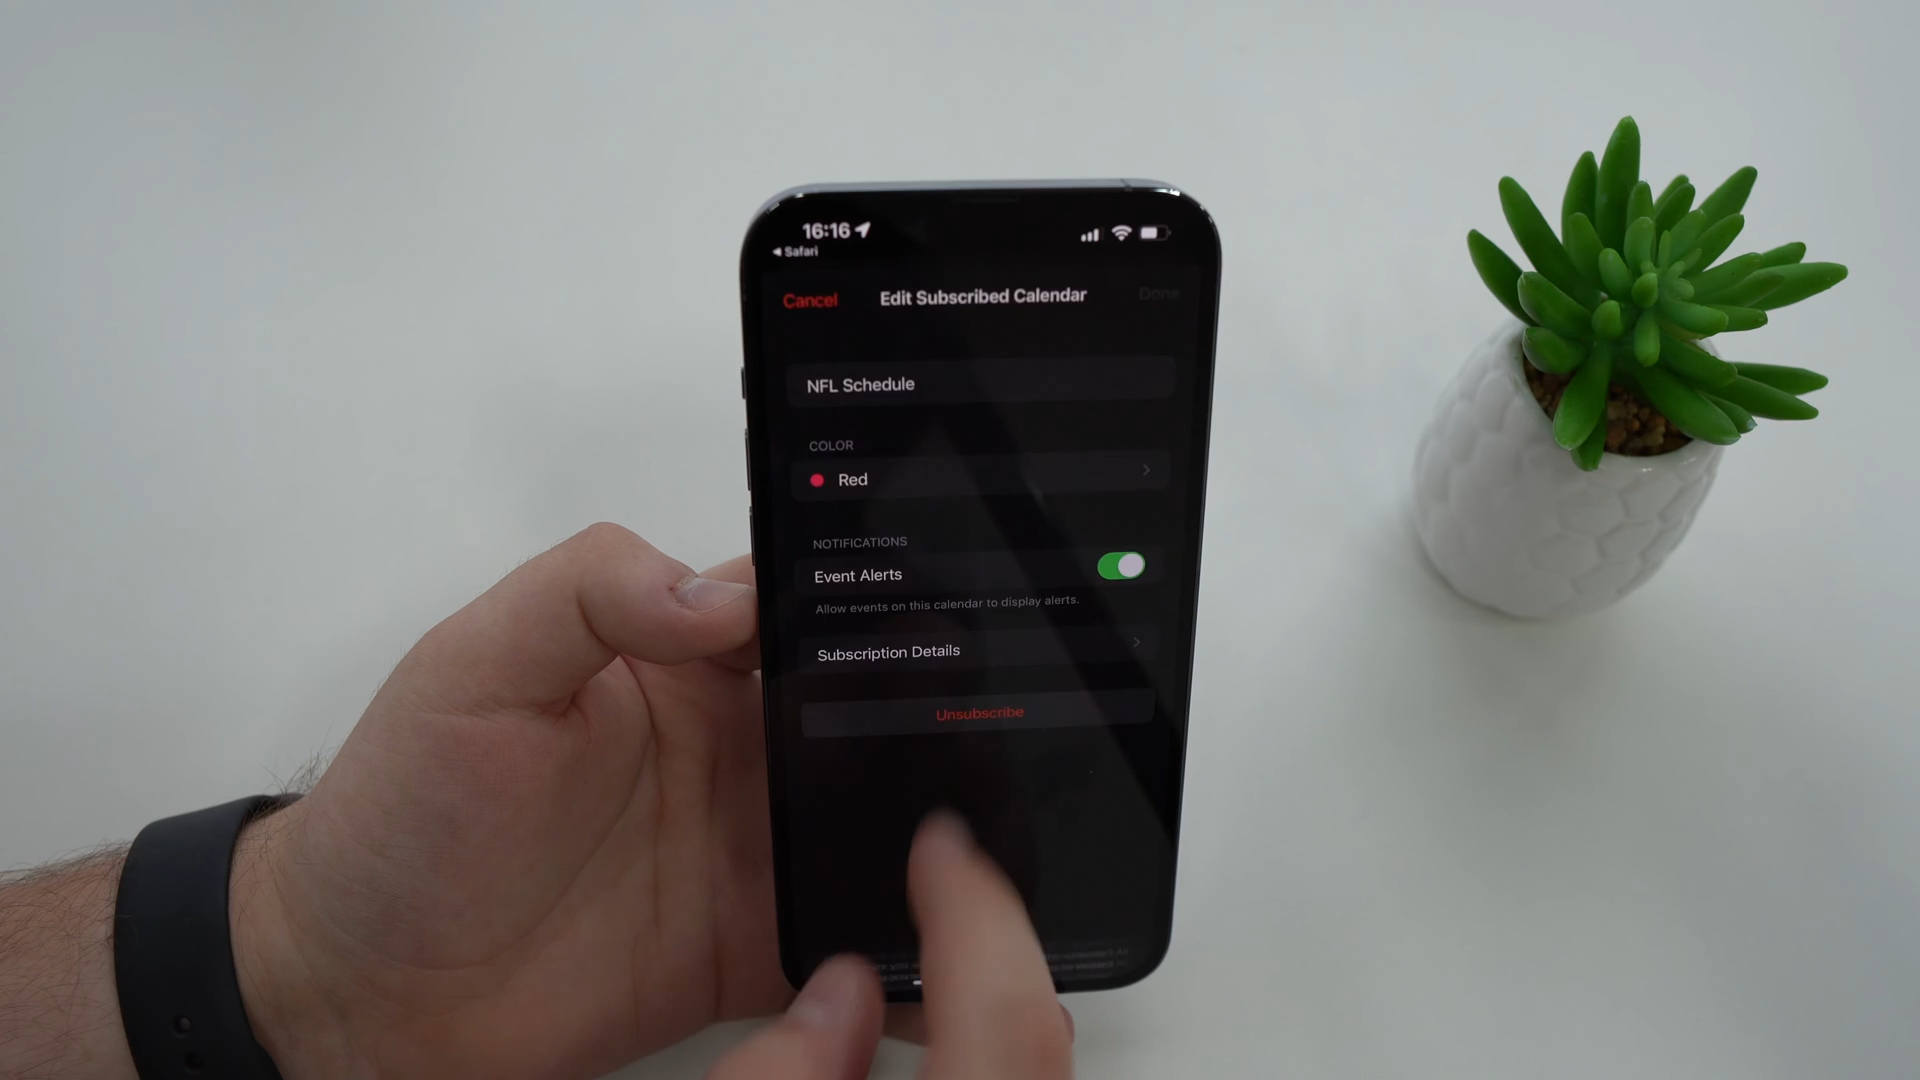 16:16
Safari
Cancel
Edit Subscribed Calendar
Done
NFL Schedule
COLOR
Red
NOTIFICATIONS
Event Alerts
Allow events on this calendar to display alerts.
Subscription Details
Unsubscribe